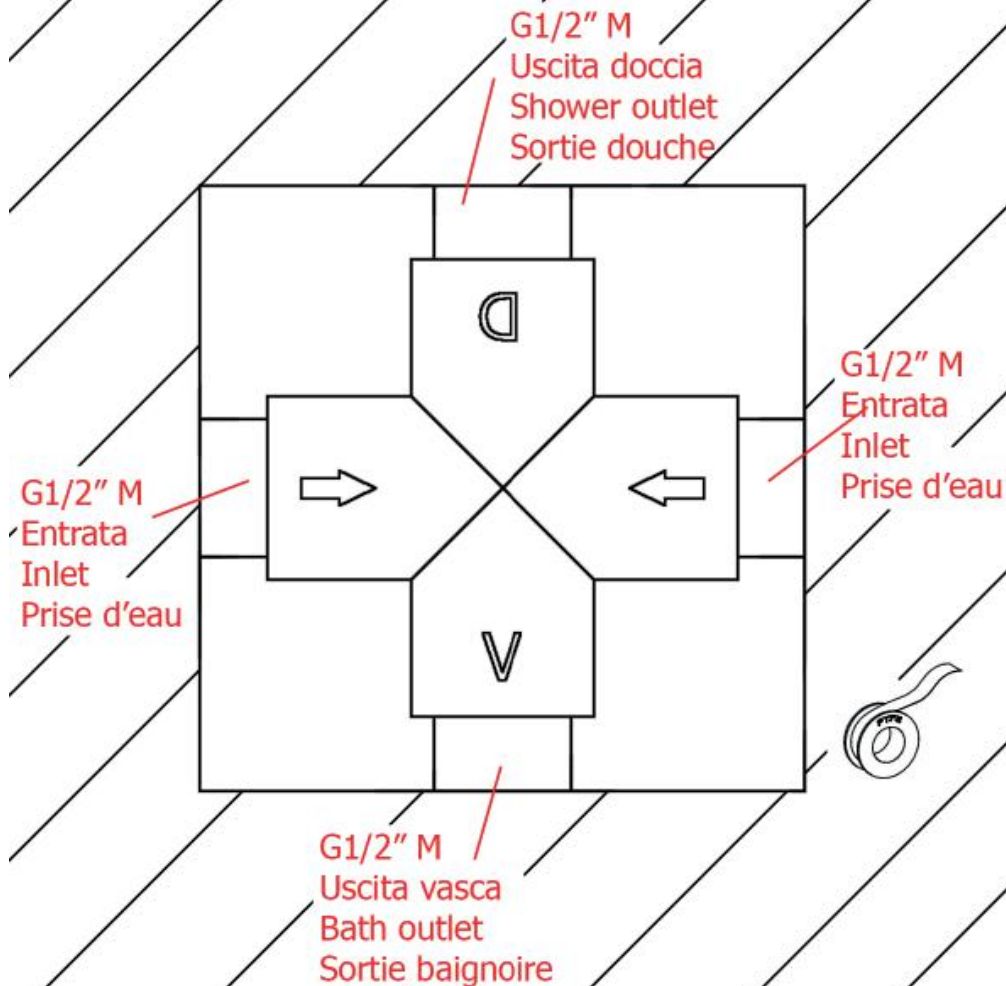 G1/2" M
Uscita doccia
Shower outlet
Sortie douche
D
G1/2" M
Entrata
Inlet
Prise d'eau
G1/2" M
Entrata
Inlet
Prise d'eau
V
PTFE
G1/2" M
Uscita vasca
Bath outlet
Sortie baignoire